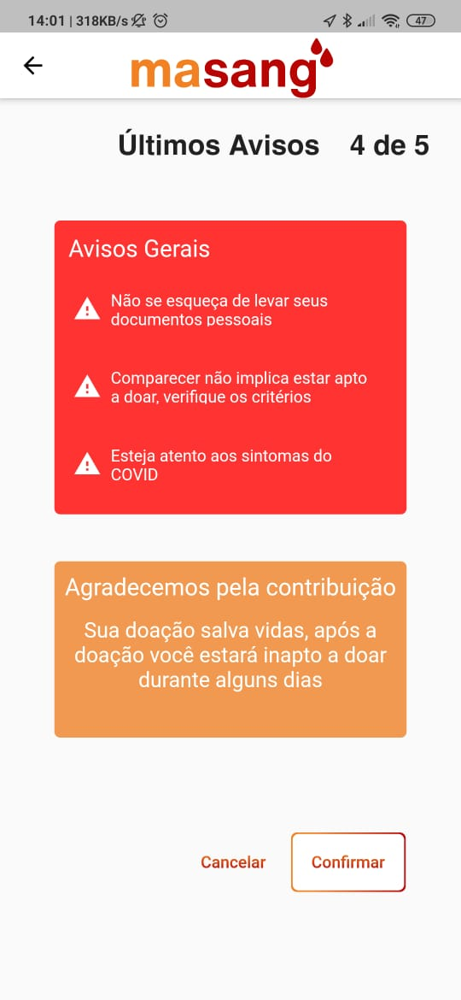 14:01 | 318KB/s
47
masang
Últimos Avisos 4 de 5
Avisos Gerais
Não se esqueça de levar seus
documentos pessoais
Comparecer não implica estar apto
a doar, verifique os critérios
Esteja atento aos sintomas do
COVID
Agradecemos pela contribuição
Sua doação salva vidas, após a
doação você estará inapto a doar
durante alguns dias
Cancelar
Confirmar